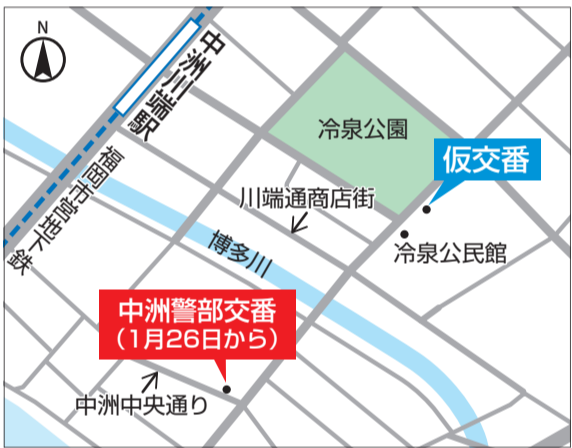 N
中洲川端駅
福岡市営地下鉄
冷泉公園
仮交番
川端通商店街
冷泉公民館
博多川
中洲警部交番
（1月26日から）
中洲中央通り